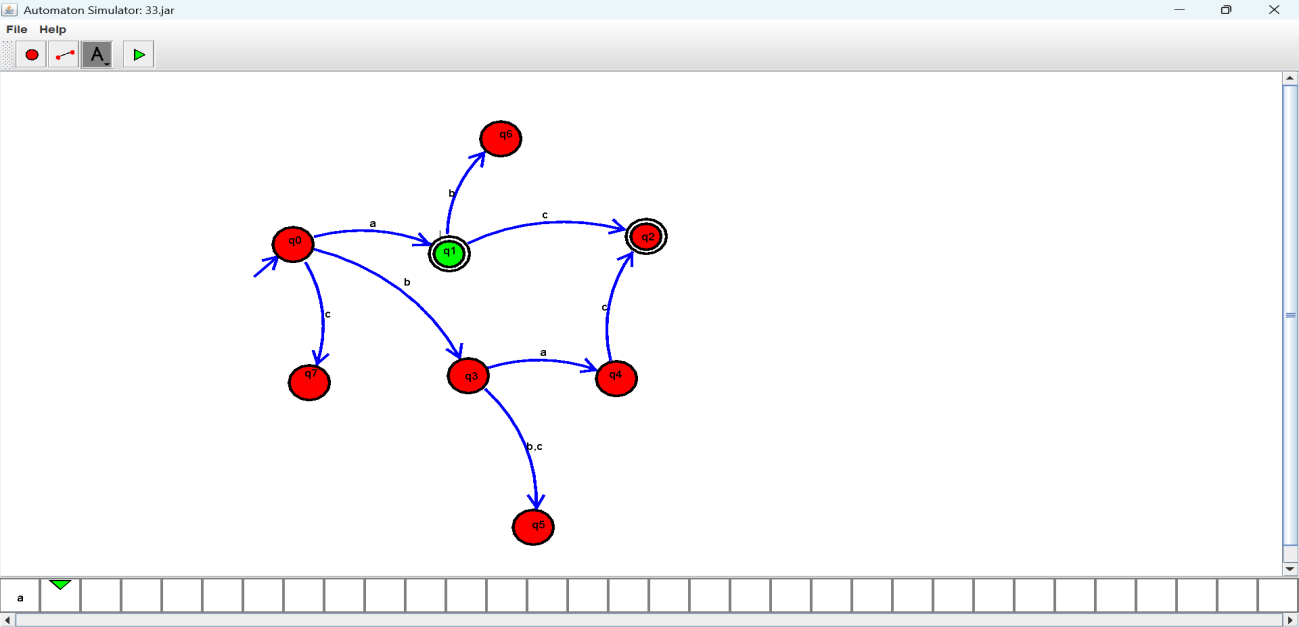 Automaton Simulator: 33.jar
File Help
A
q6
b
c
a
q0
q1
q2
b
c
c
a
q7
q3
q4
b,c
q5
a